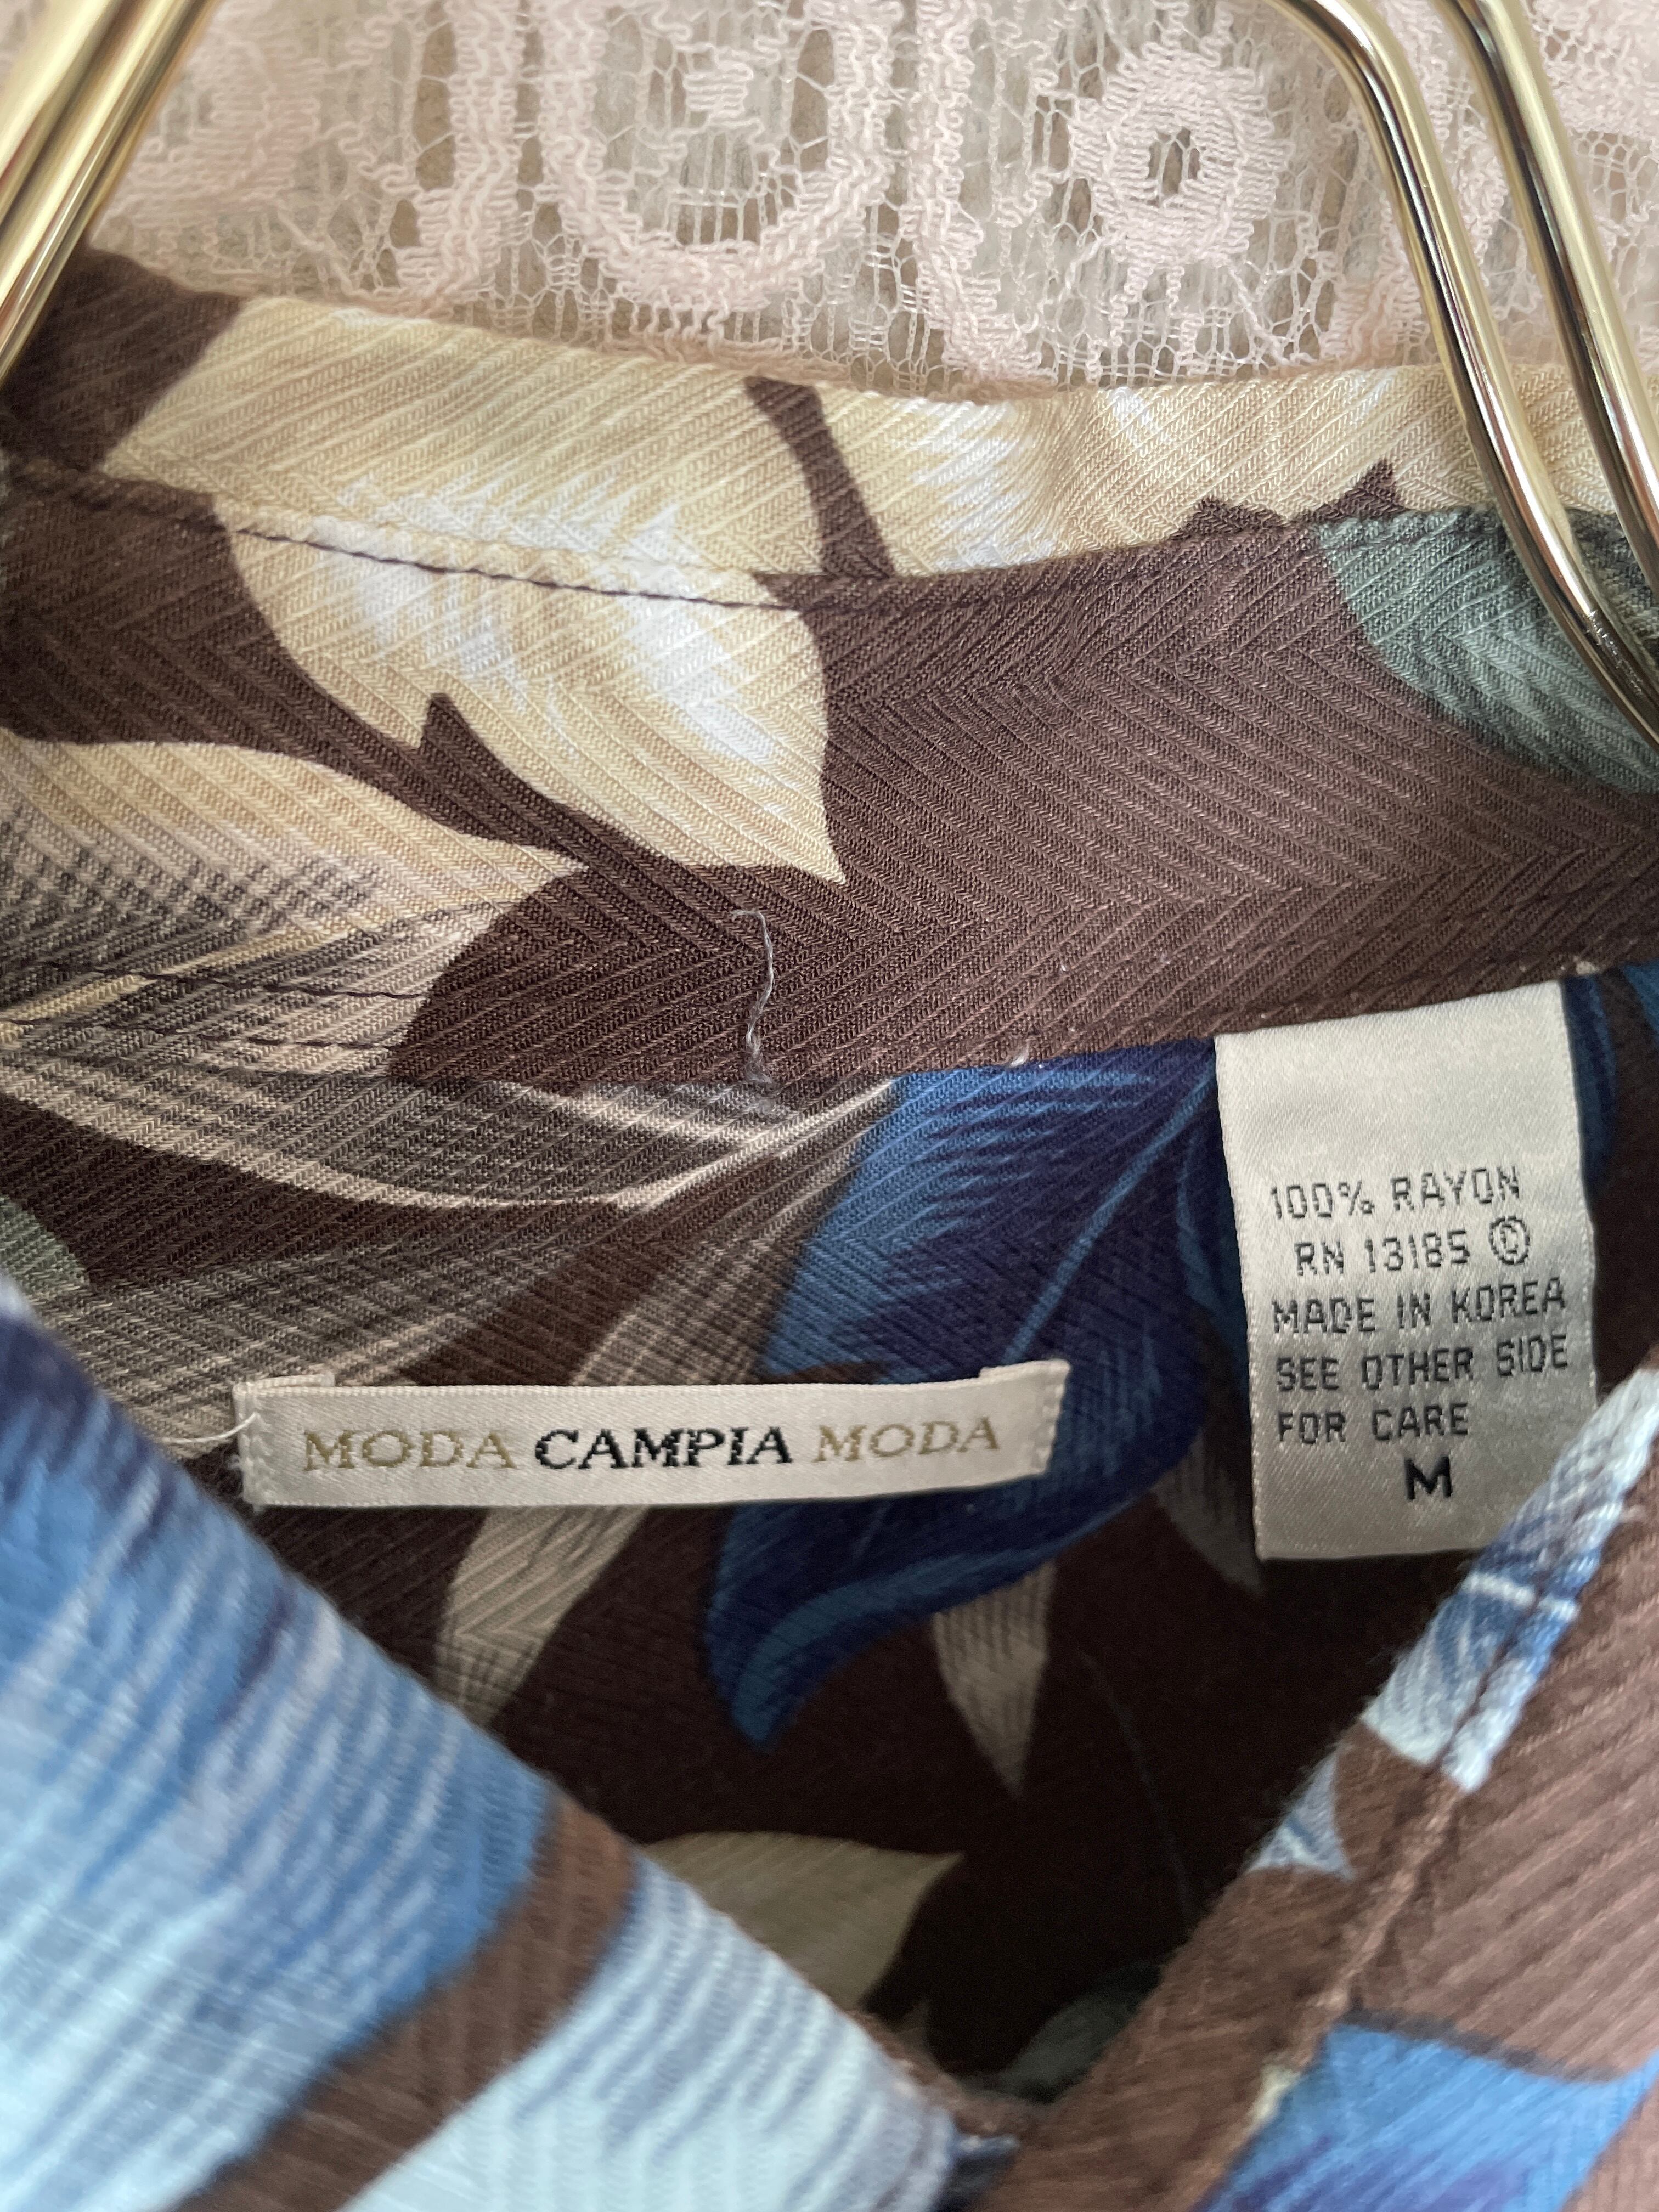 MODA CAMPIA MODA
100% RAYON
RN 13185 ©
MADE IN KOREA
SEE OTHER SIDE
FOR CARE
M